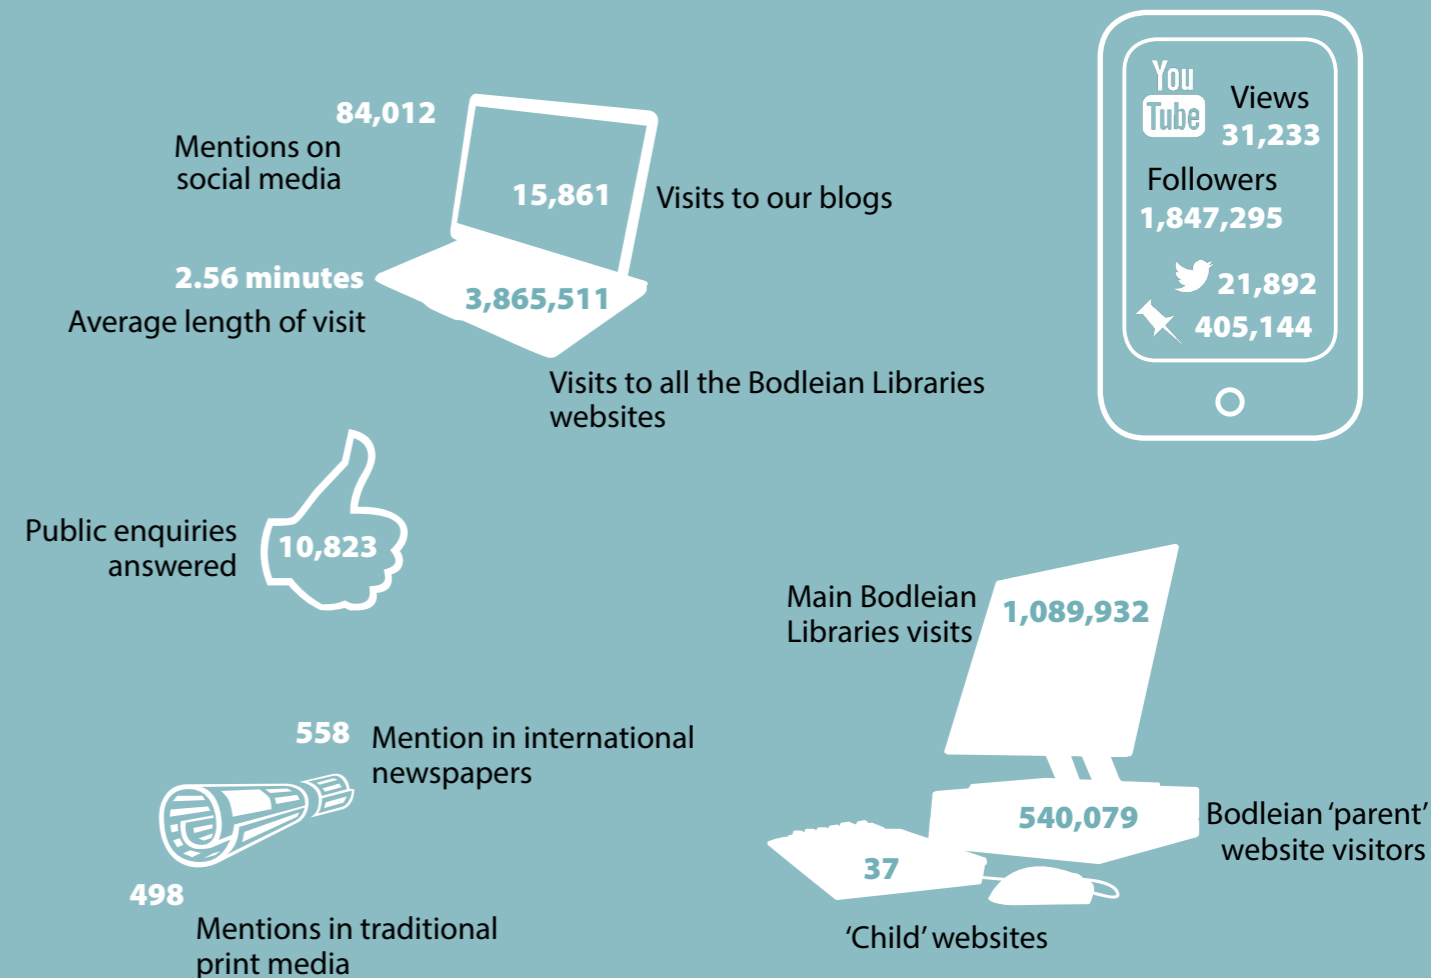 84,012
Mentions on
social media
15,861
Visits to our blogs
2.56 minutes
Average length of visit
3,865,511
Visits to all the Bodleian Libraries
websites
You
Tube
Views
31,233
Followers
1,847,295
21,892
405,144
Public enquiries
answered
10,823
Main Bodleian
Libraries visits
1,089,932
540,079
Bodleian ‘parent’
website visitors
37
‘Child’ websites
558
Mention in international
newspapers
498
Mentions in traditional
print media